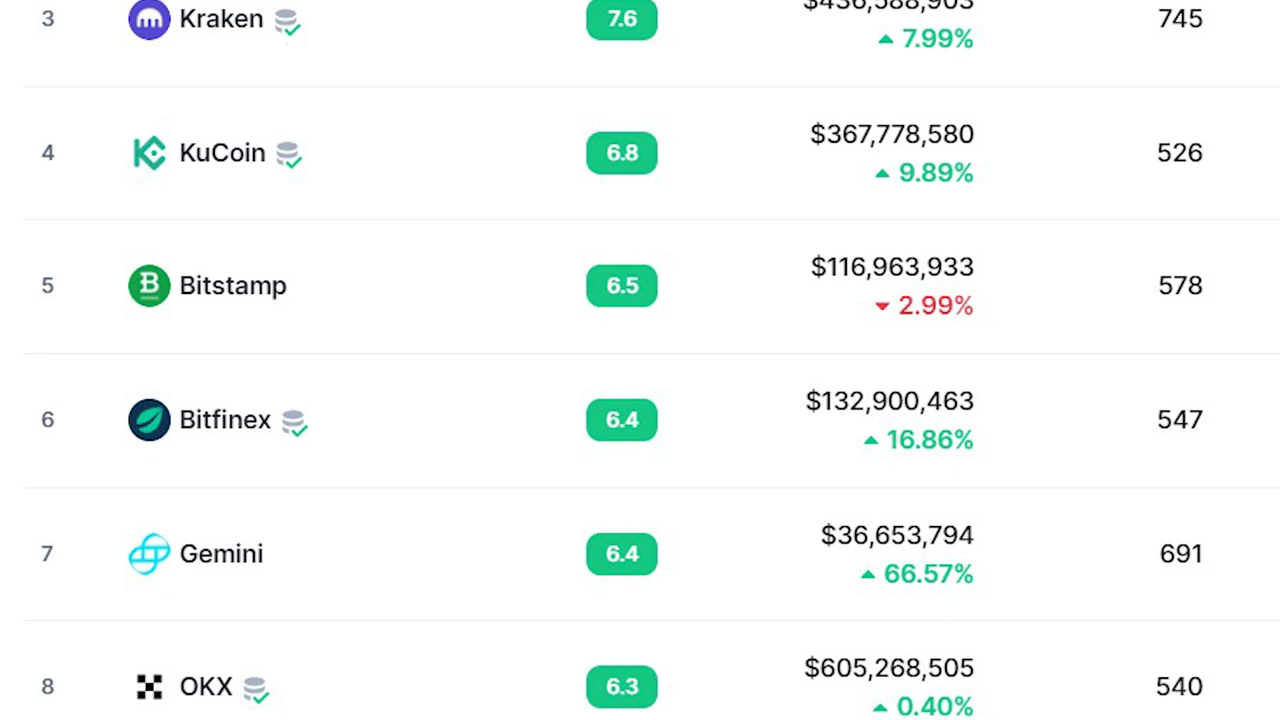 3 Kraken 7.6 $436,588,903 745
7.99%
4 KuCoin 6.8 $367,778,580 526
9.89%
5 Bitstamp 6.5 $116,963,933 578
2.99%
6 Bitfinex 6.4 $132,900,463 547
16.86%
7 Gemini 6.4 $36,653,794 691
66.57%
8 OKX 6.3 $605,268,505 540
0.40%